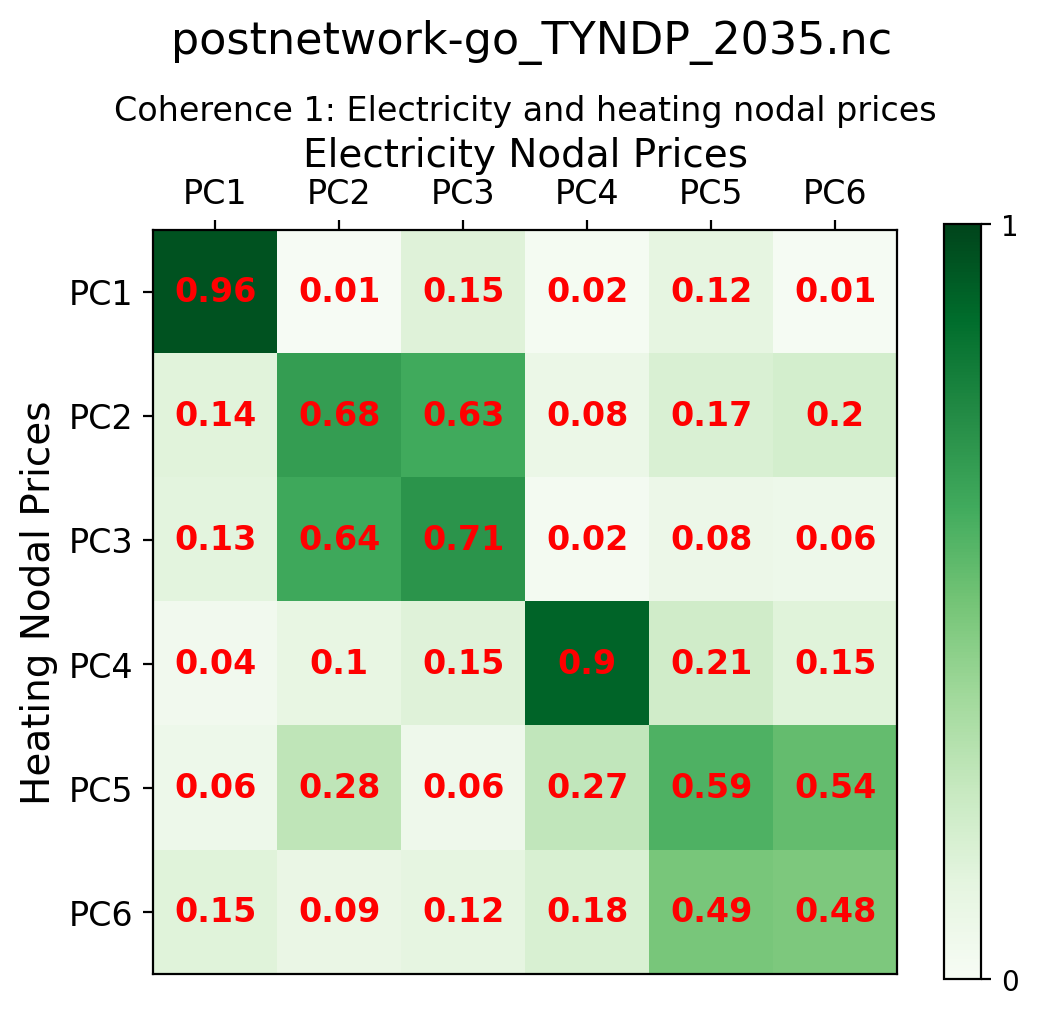 postnetwork-go_TYNDP_2035.nc
Coherence 1: Electricity and heating nodal prices
Electricity Nodal Prices
PC1 PC2 PC3 PC4 PC5 PC6
Heating Nodal Prices
PC1 0.96 0.01 0.15 0.02 0.12 0.01
PC2 0.14 0.68 0.63 0.08 0.17 0.2
PC3 0.13 0.64 0.71 0.02 0.08 0.06
PC4 0.04 0.1 0.15 0.9 0.21 0.15
PC5 0.06 0.28 0.06 0.27 0.59 0.54
PC6 0.15 0.09 0.12 0.18 0.49 0.48
1
0